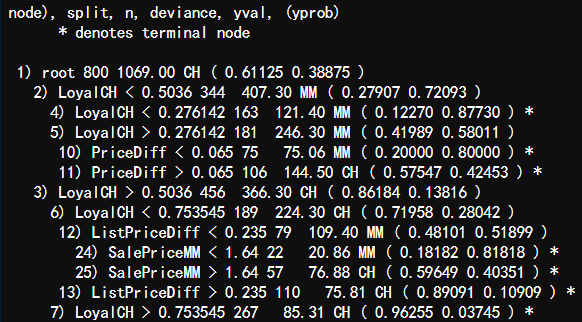 node), split, n, deviance, yval, (yprob)
      * denotes terminal node

 1) root 800 1069.00 CH ( 0.61125 0.38875 )
   2) LoyalCH < 0.5036 344  407.30 MM ( 0.27907 0.72093 )
     4) LoyalCH < 0.276142 163  121.40 MM ( 0.12270 0.87730 ) *
     5) LoyalCH > 0.276142 181  246.30 MM ( 0.41989 0.58011 )
      10) PriceDiff < 0.065 75   75.06 MM ( 0.20000 0.80000 ) *
      11) PriceDiff > 0.065 106  144.50 CH ( 0.57547 0.42453 ) *
   3) LoyalCH > 0.5036 456  366.30 CH ( 0.86184 0.13816 )
     6) LoyalCH < 0.753545 189  224.30 CH ( 0.71958 0.28042 )
      12) ListPriceDiff < 0.235 79  109.40 MM ( 0.48101 0.51899 )
        24) SalePriceMM < 1.64 22   20.86 MM ( 0.18182 0.81818 ) *
        25) SalePriceMM > 1.64 57   76.88 CH ( 0.59649 0.40351 ) *
      13) ListPriceDiff > 0.235 110   75.81 CH ( 0.89091 0.10909 ) *
     7) LoyalCH > 0.753545 267   85.31 CH ( 0.96255 0.03745 ) *